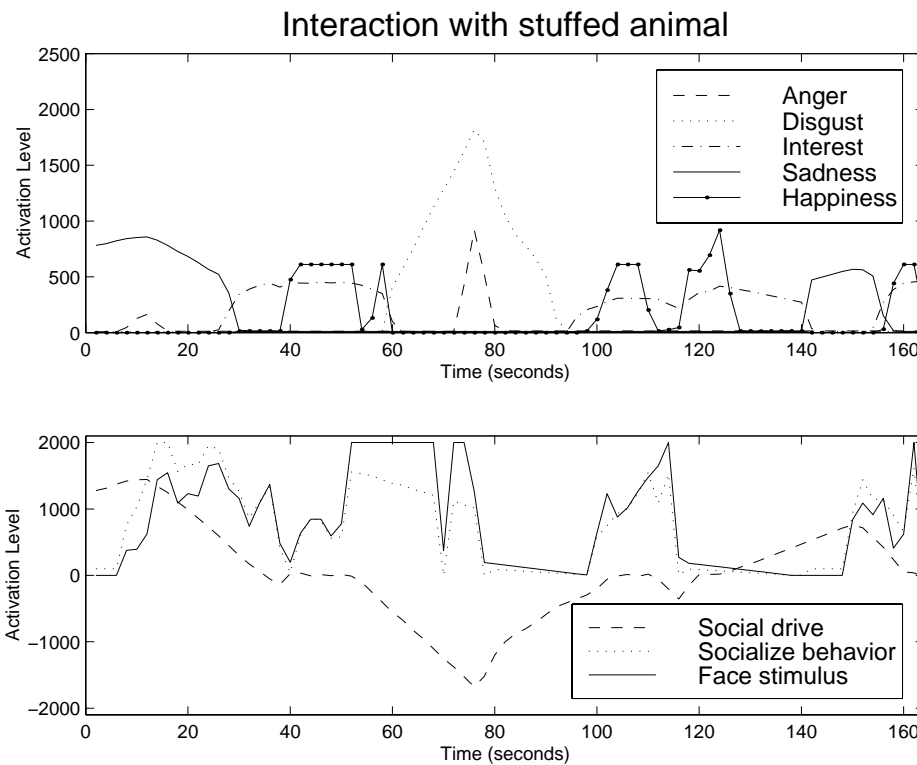 Interaction with stuffed animal
2500
2000
1500
1000
500
0
Activation Level
Anger
Disgust
Interest
Sadness
Happiness
0 20 40 60 80 100 120 140 160
Time (seconds)
2000
1000
0
−1000
−2000
Activation Level
Social drive
Socialize behavior
Face stimulus
0 20 40 60 80 100 120 140 160
Time (seconds)